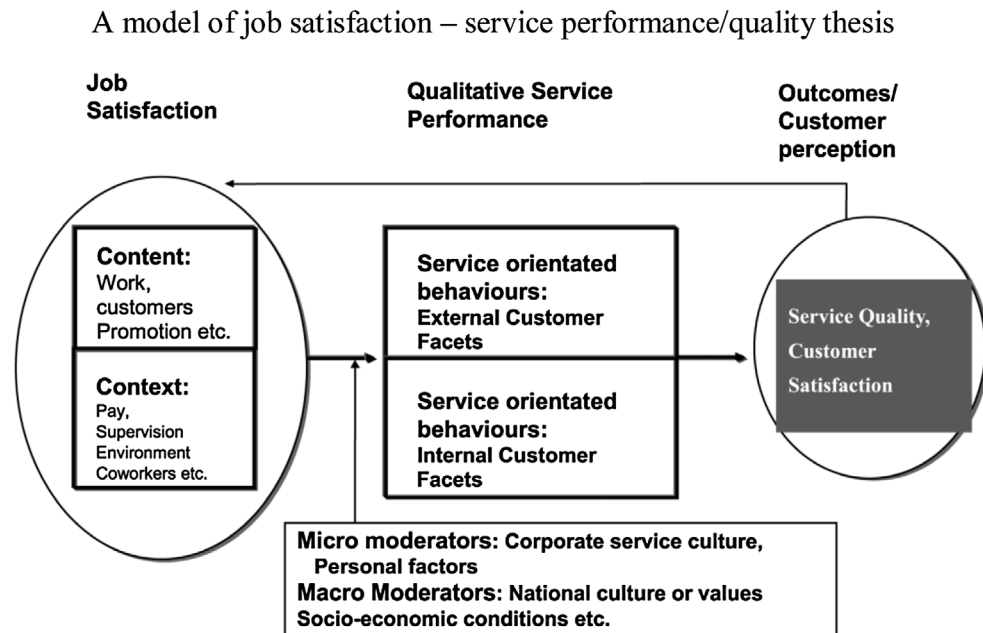 A model of job satisfaction – service performance/quality thesis
Job
Satisfaction
Qualitative Service
Performance
Outcomes/
Customer
perception
Content:
Work,
customers
Promotion etc.
Context:
Pay,
Supervision
Environment
Coworkers etc.
Service orientated
behaviours:
External Customer
Facets
Service orientated
behaviours:
Internal Customer
Facets
Service Quality,
Customer
Satisfaction
Micro moderators: Corporate service culture,
Personal factors
Macro Moderators: National culture or values
Socio-economic conditions etc.